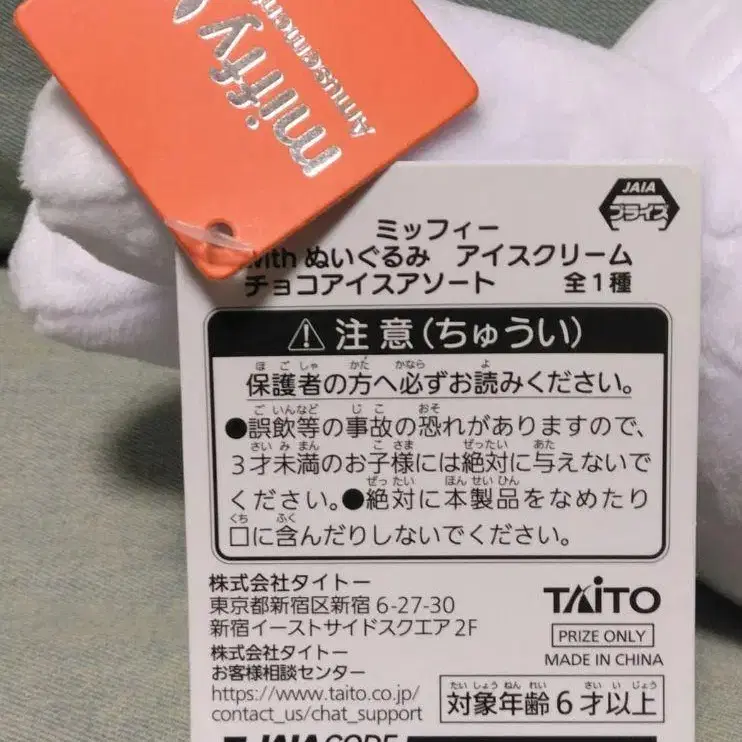 miffy
Amusement
JAIA
プライズ
ミッフィー
with ぬいぐるみ アイスクリーム
チョコアイスアソート 全1種
⚠注意(ちゅうい)
保護者の方へ必ずお読みください。
●誤飲等の事故の恐れがありますので、
3才未満のお子様には絶対に与えないで
ください。●絶対に本製品をなめたり
口に含んだりしないでください。
株式会社タイトー
東京都新宿区新宿 6-27-30
新宿イーストサイドスクエア 2F
株式会社タイトー
お客様相談センター
https://www.taito.co.jp/
contact_us/chat_support
TAITO
PRIZE ONLY
MADE IN CHINA
対象年齢6才以上
JAIA CODE